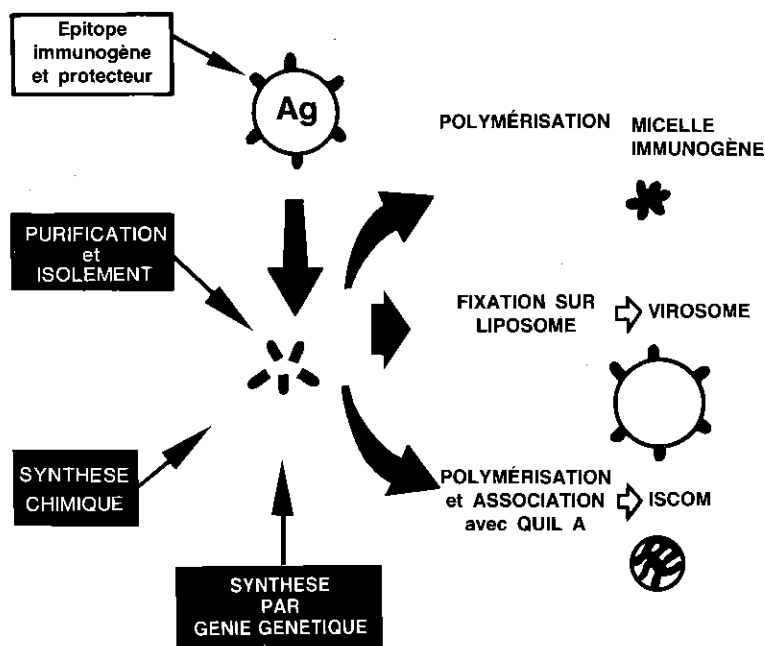 Epitope
immunogène
et protecteur
Ag
POLYMÉRISATION
MICELLE
IMMUNOGÈNE
PURIFICATION
et
ISOLEMENT
FIXATION SUR
LIPOSOME
VIROSOME
SYNTHESE
CHIMIQUE
POLYMÉRISATION
et ASSOCIATION
avec QUIL A
ISCOM
SYNTHESE
PAR
GENIE GENETIQUE